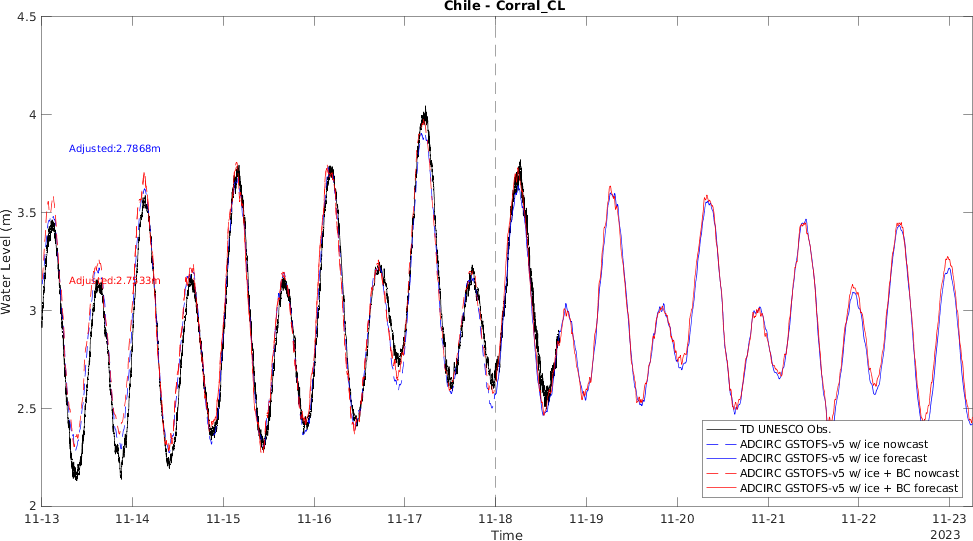 Chile - Corral_CL
4.5
4
3.5
3
2.5
2
Water Level (m)
Adjusted:2.7868m
Adjusted:2.7533m
TD UNESCO Obs.
ADCIRC GSTOFS-v5 w/ ice nowcast
ADCIRC GSTOFS-v5 w/ ice forecast
ADCIRC GSTOFS-v5 w/ ice + BC nowcast
ADCIRC GSTOFS-v5 w/ ice + BC forecast
11-13 11-14 11-15 11-16 11-17 11-18 11-19 11-20 11-21 11-22 11-23
2023
Time